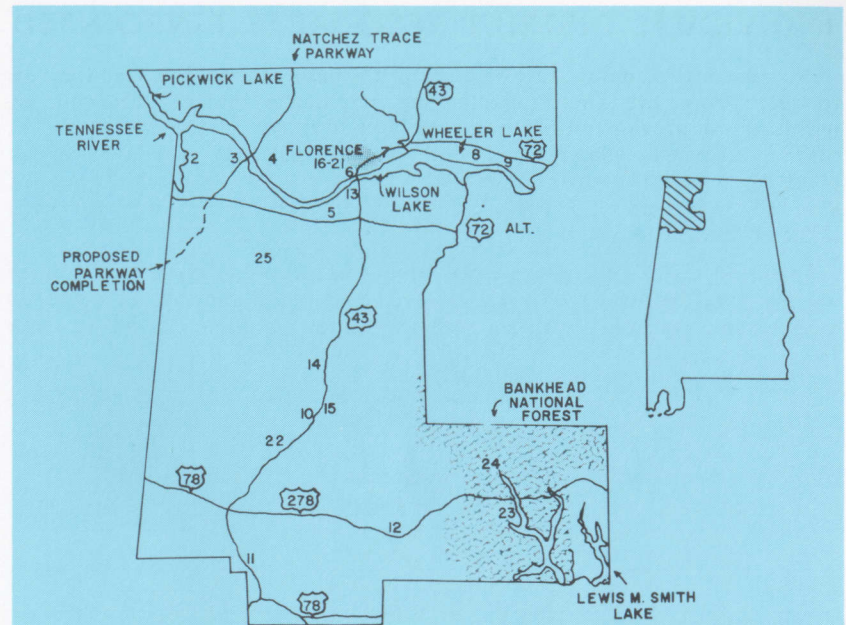 NATCHEZ TRACE
PARKWAY
PICKWICK LAKE
43
1
TENNESSEE
RIVER
WHEELER LAKE
FLORENCE
16-21
7
8
9
72
2
3
4
6
13
WILSON
LAKE
5
72 ALT.
PROPOSED
PARKWAY
COMPLETION
25
43
14
BANKHEAD
NATIONAL
FOREST
10
15
22
24
78
278
23
12
11
78
LEWIS M. SMITH
LAKE